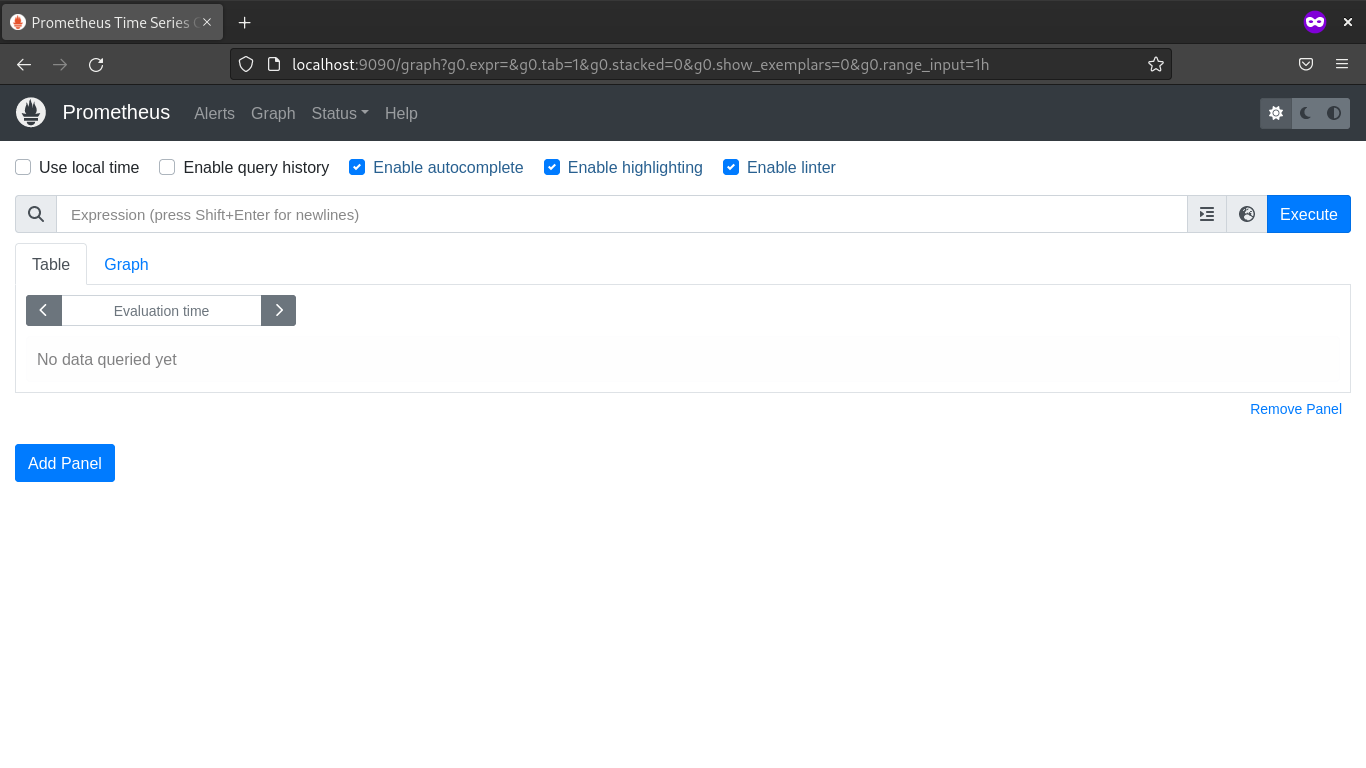 Prometheus Time Series
localhost:9090/graph?g0.expr=&g0.tab=1&g0.stacked=0&g0.show_exemplars=0&g0.range_input=1h
Prometheus Alerts Graph Status Help
Use local time Enable query history Enable autocomplete Enable highlighting Enable linter
Expression (press Shift+Enter for newlines) Execute
Table Graph
Evaluation time
No data queried yet
Remove Panel
Add Panel